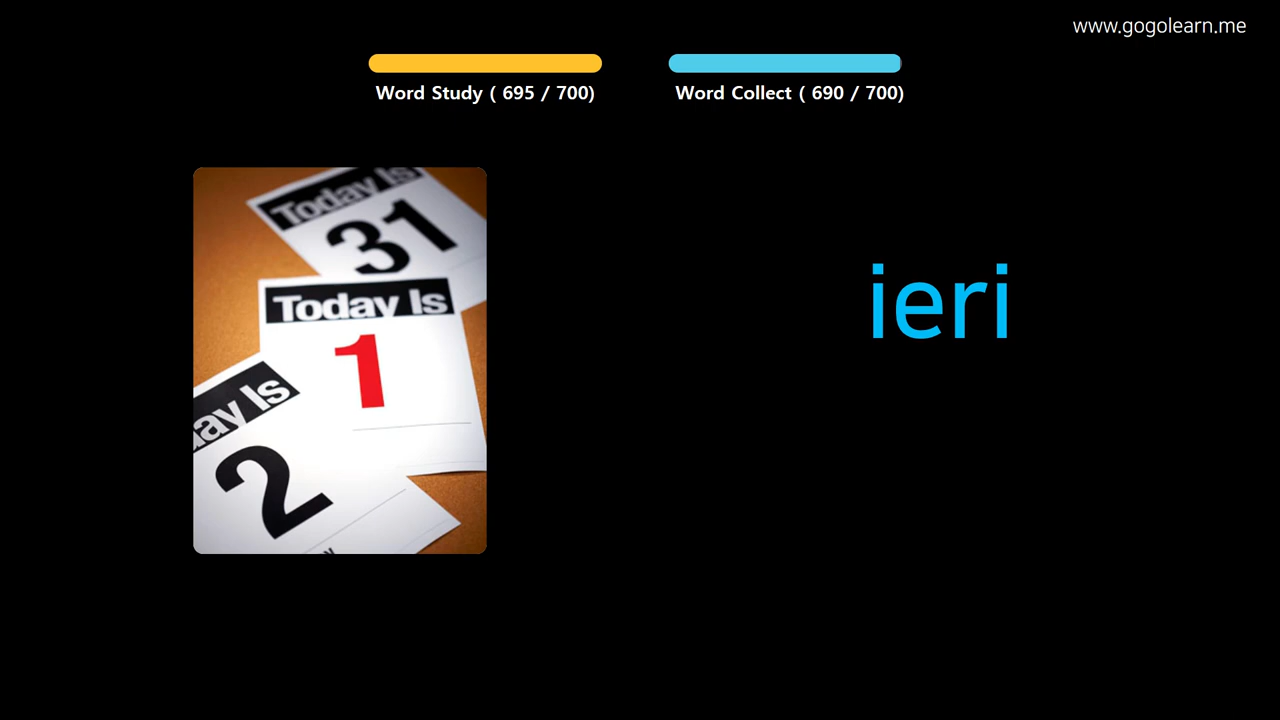 www.gogolearn.me
Word Study ( 695 / 700)
Word Collect ( 690 / 700)
Today Is
31
Today Is
1
ay Is
2
ieri